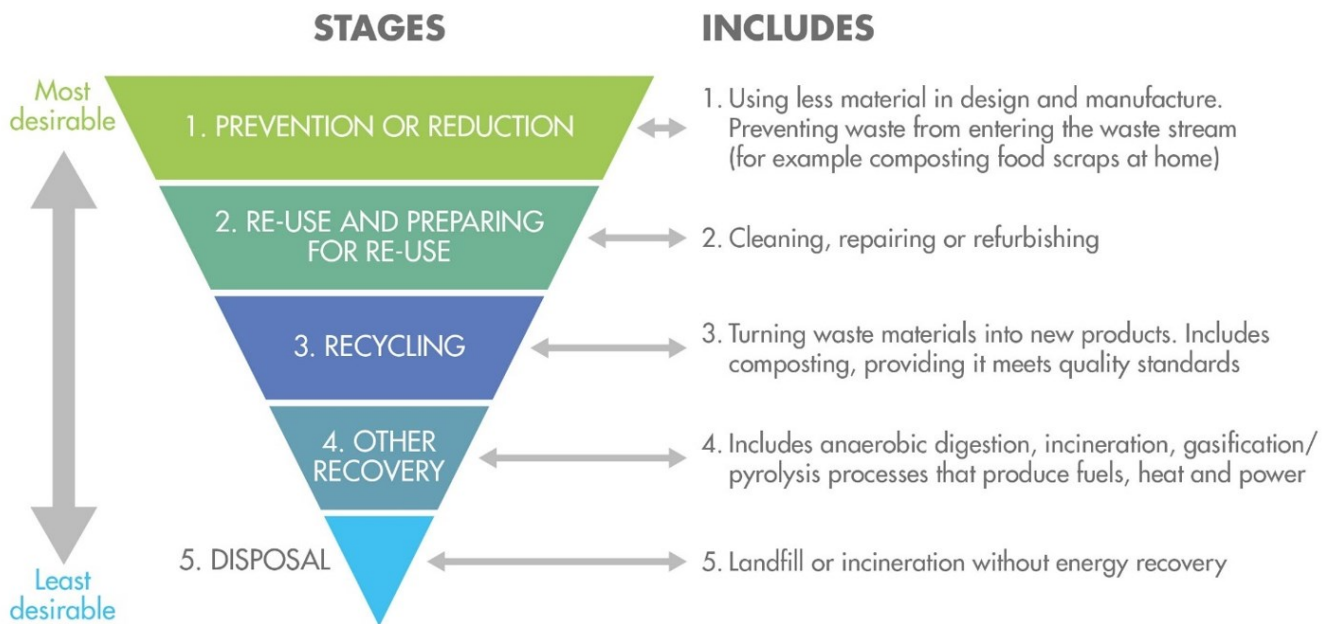 STAGES
INCLUDES
Most
desirable
1. PREVENTION OR REDUCTION
1. Using less material in design and manufacture.
Preventing waste from entering the waste stream
(for example composting food scraps at home)
2. RE-USE AND PREPARING
FOR RE-USE
2. Cleaning, repairing or refurbishing
3. RECYCLING
3. Turning waste materials into new products. Includes
composting, providing it meets quality standards
4. OTHER
RECOVERY
4. Includes anaerobic digestion, incineration, gasification/
pyrolysis processes that produce fuels, heat and power
5. DISPOSAL
5. Landfill or incineration without energy recovery
Least
desirable